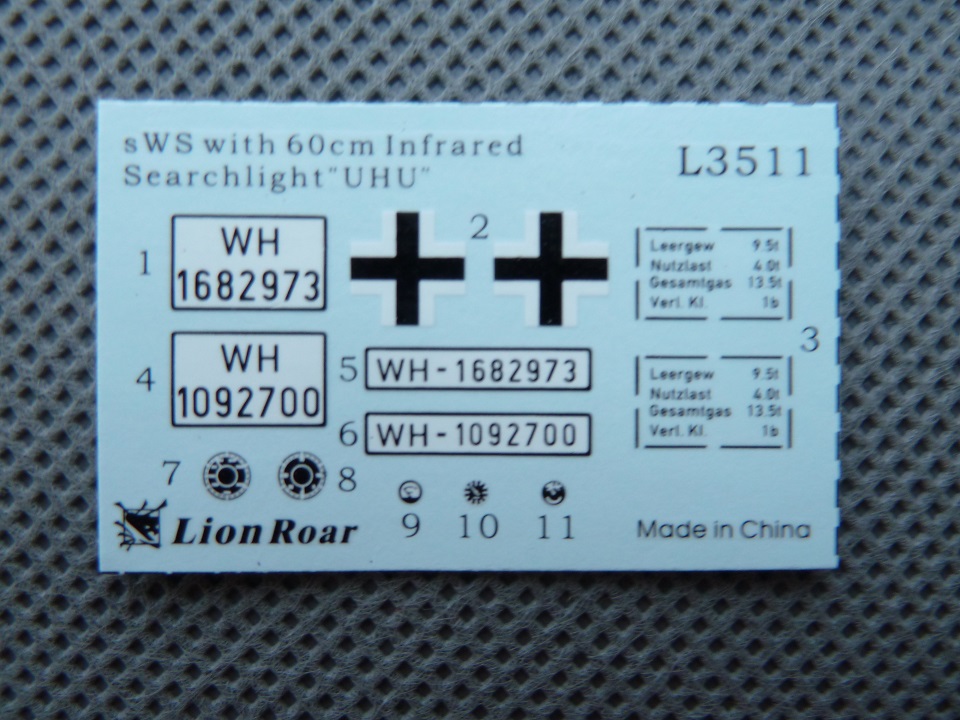 sWS with 60cm Infrared
Searchlight"UHU"
L3511
1
WH
1682973
2
Leergew 9.5t
Nutzlast 4.0t
Gesamtgas 13.5t
Verl. Kl. 1b
3
4
WH
1092700
5
WH-1682973
6
WH-1092700
Leergew 9.5t
Nutzlast 4.0t
Gesamtgas 13.5t
Verl. Kl. 1b
7
8
9
10
11
Lion Roar
Made in China